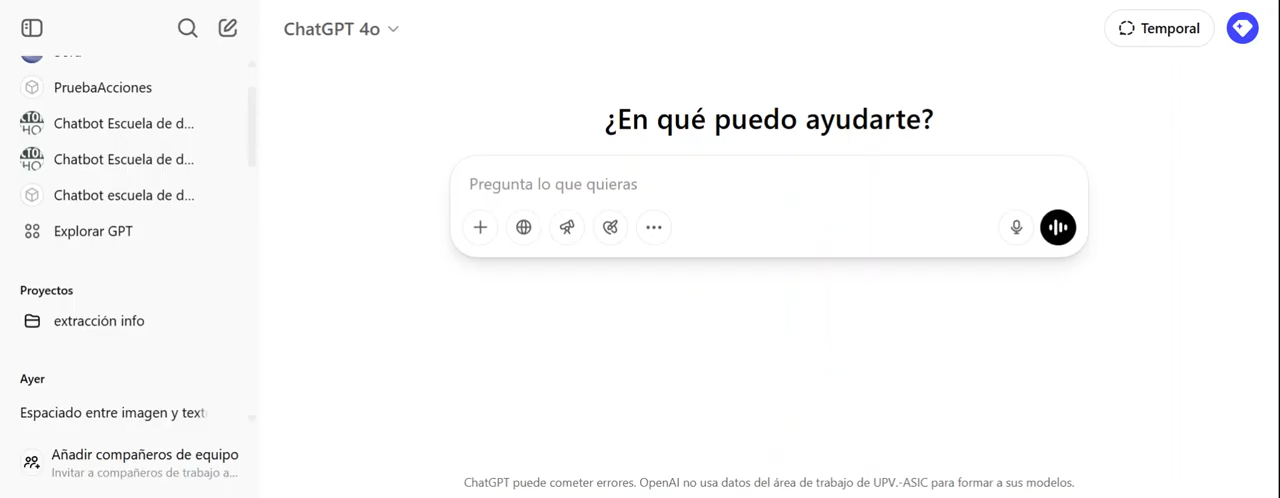 ChatGPT 4o
Temporal
PruebaAcciones
Chatbot Escuela de d...
Chatbot Escuela de d...
Chatbot escuela de d...
Explorar GPT
Proyectos
extracción info
Ayer
Espaciado entre imagen y text
Añadir compañeros de equipo
Invitar a compañeros de trabajo a...
¿En qué puedo ayudarte?
Pregunta lo que quieras
ChatGPT puede cometer errores. OpenAI no usa datos del área de trabajo de UPV.-ASIC para formar a sus modelos.